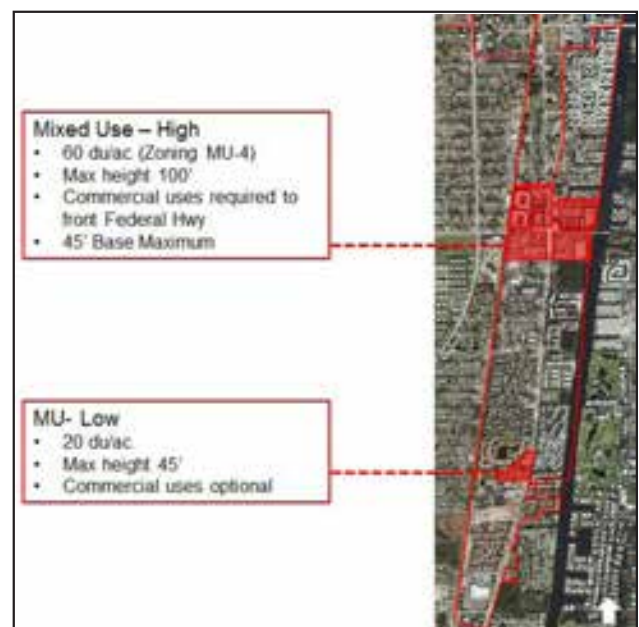 Mixed Use – High
• 60 du/ac (Zoning MU-4)
• Max height 100'
• Commercial uses required to
front Federal Hwy
• 45' Base Maximum
MU- Low
• 20 du/ac
• Max height 45'
• Commercial uses optional